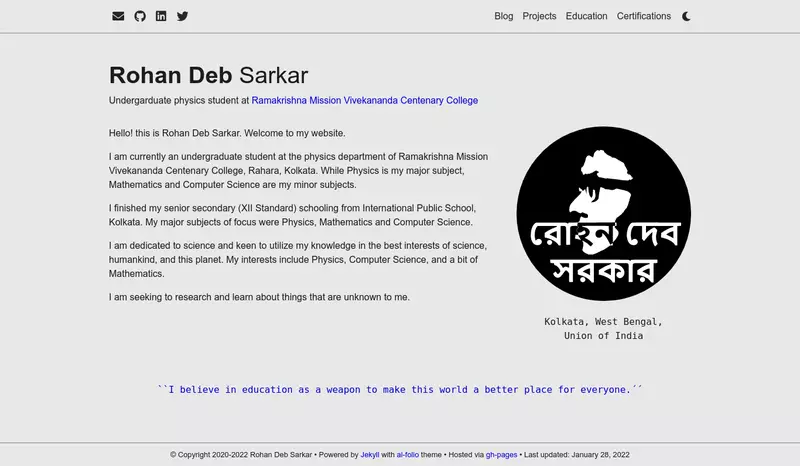 Blog Projects Education Certifications
Rohan Deb Sarkar
Undergarduate physics student at Ramakrishna Mission Vivekananda Centenary College
Hello! this is Rohan Deb Sarkar. Welcome to my website.
I am currently an undergraduate student at the physics department of Ramakrishna Mission
Vivekananda Centenary College, Rahara, Kolkata. While Physics is my major subject,
Mathematics and Computer Science are my minor subjects.
I finished my senior secondary (XII Standard) schooling from International Public School,
Kolkata. My major subjects of focus were Physics, Mathematics and Computer Science.
I am dedicated to science and keen to utilize my knowledge in the best interests of science,
humankind, and this planet. My interests include Physics, Computer Science, and a bit of
Mathematics.
I am seeking to research and learn about things that are unknown to me.
রোহন দেব
সরকার
Kolkata, West Bengal,
Union of India
``I believe in education as a weapon to make this world a better place for everyone.´´
© Copyright 2020-2022 Rohan Deb Sarkar • Powered by Jekyll with al-folio theme • Hosted via gh-pages • Last updated: January 28, 2022